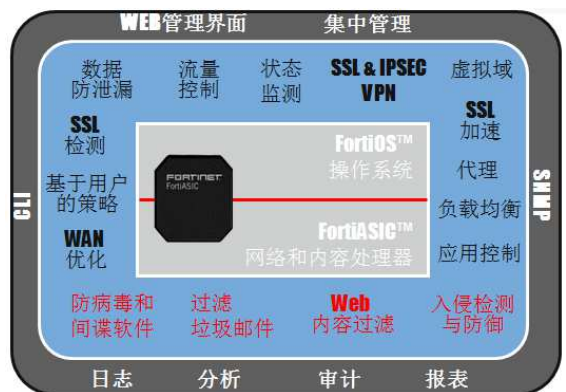 WEB管理界面 集中管理
数据 流量 状态 SSL & IPSEC 虚拟域
防泄漏 控制 监测 VPN
SSL SSL
检测 加速
FortiOS™
操作系统
FORTINET
FortiASIC
代理
基于用户
的策略
负载均衡
FortiASIC™
网络和内容处理器
WAN
优化
应用控制
CLI
SNMP
防病毒和 过滤 Web 入侵检测
间谍软件 垃圾邮件 内容过滤 与防御
日志 分析 审计 报表